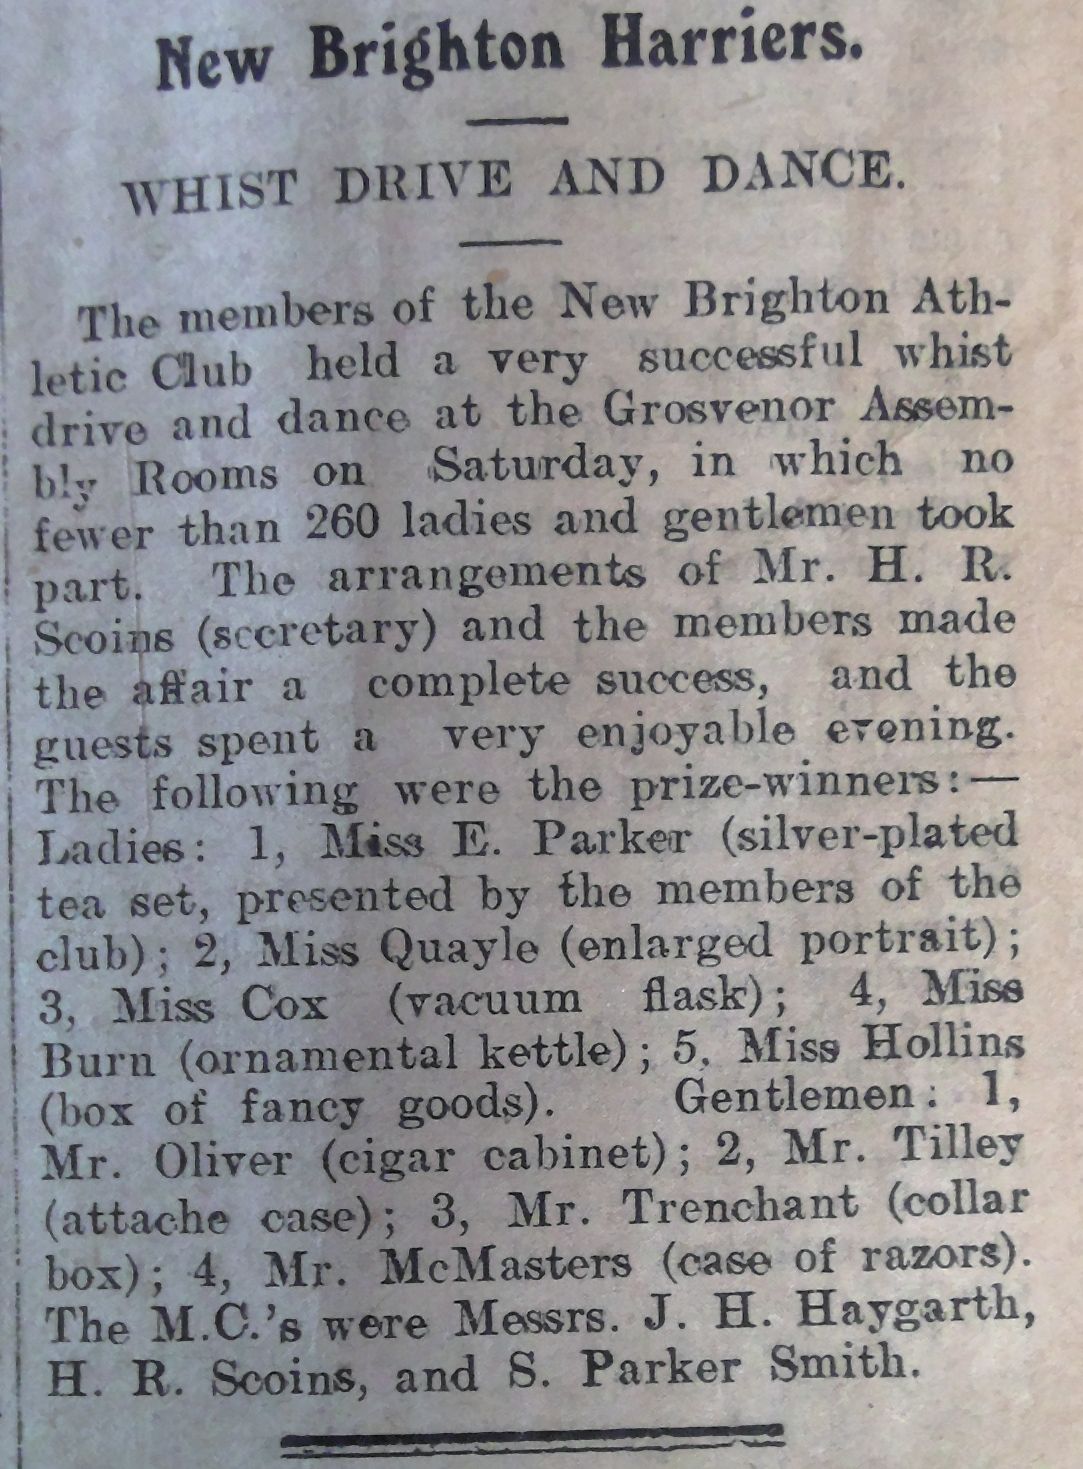 New Brighton Harriers.
WHIST DRIVE AND DANCE.
The members of the New Brighton Ath-
letic Club held a very successful whist
drive and dance at the Grosvenor Assem-
bly Rooms on Saturday, in which no
fewer than 260 ladies and gentlemen took
part. The arrangements of Mr. H. R.
Scoins (secretary) and the members made
the affair a complete success, and the
guests spent a very enjoyable evening.
The following were the prize-winners:—
Ladies: 1, Miss E. Parker (silver-plated
tea set, presented by the members of the
club); 2, Miss Quayle (enlarged portrait);
3, Miss Cox (vacuum flask); 4, Miss
Burn (ornamental kettle); 5, Miss Hollins
(box of fancy goods). Gentlemen: 1,
Mr. Oliver (cigar cabinet); 2, Mr. Tilley
(attache case); 3, Mr. Trenchant (collar
box); 4, Mr. McMasters (case of razors).
The M.C.'s were Messrs. J. H. Haygarth,
H. R. Scoins, and S. Parker Smith.